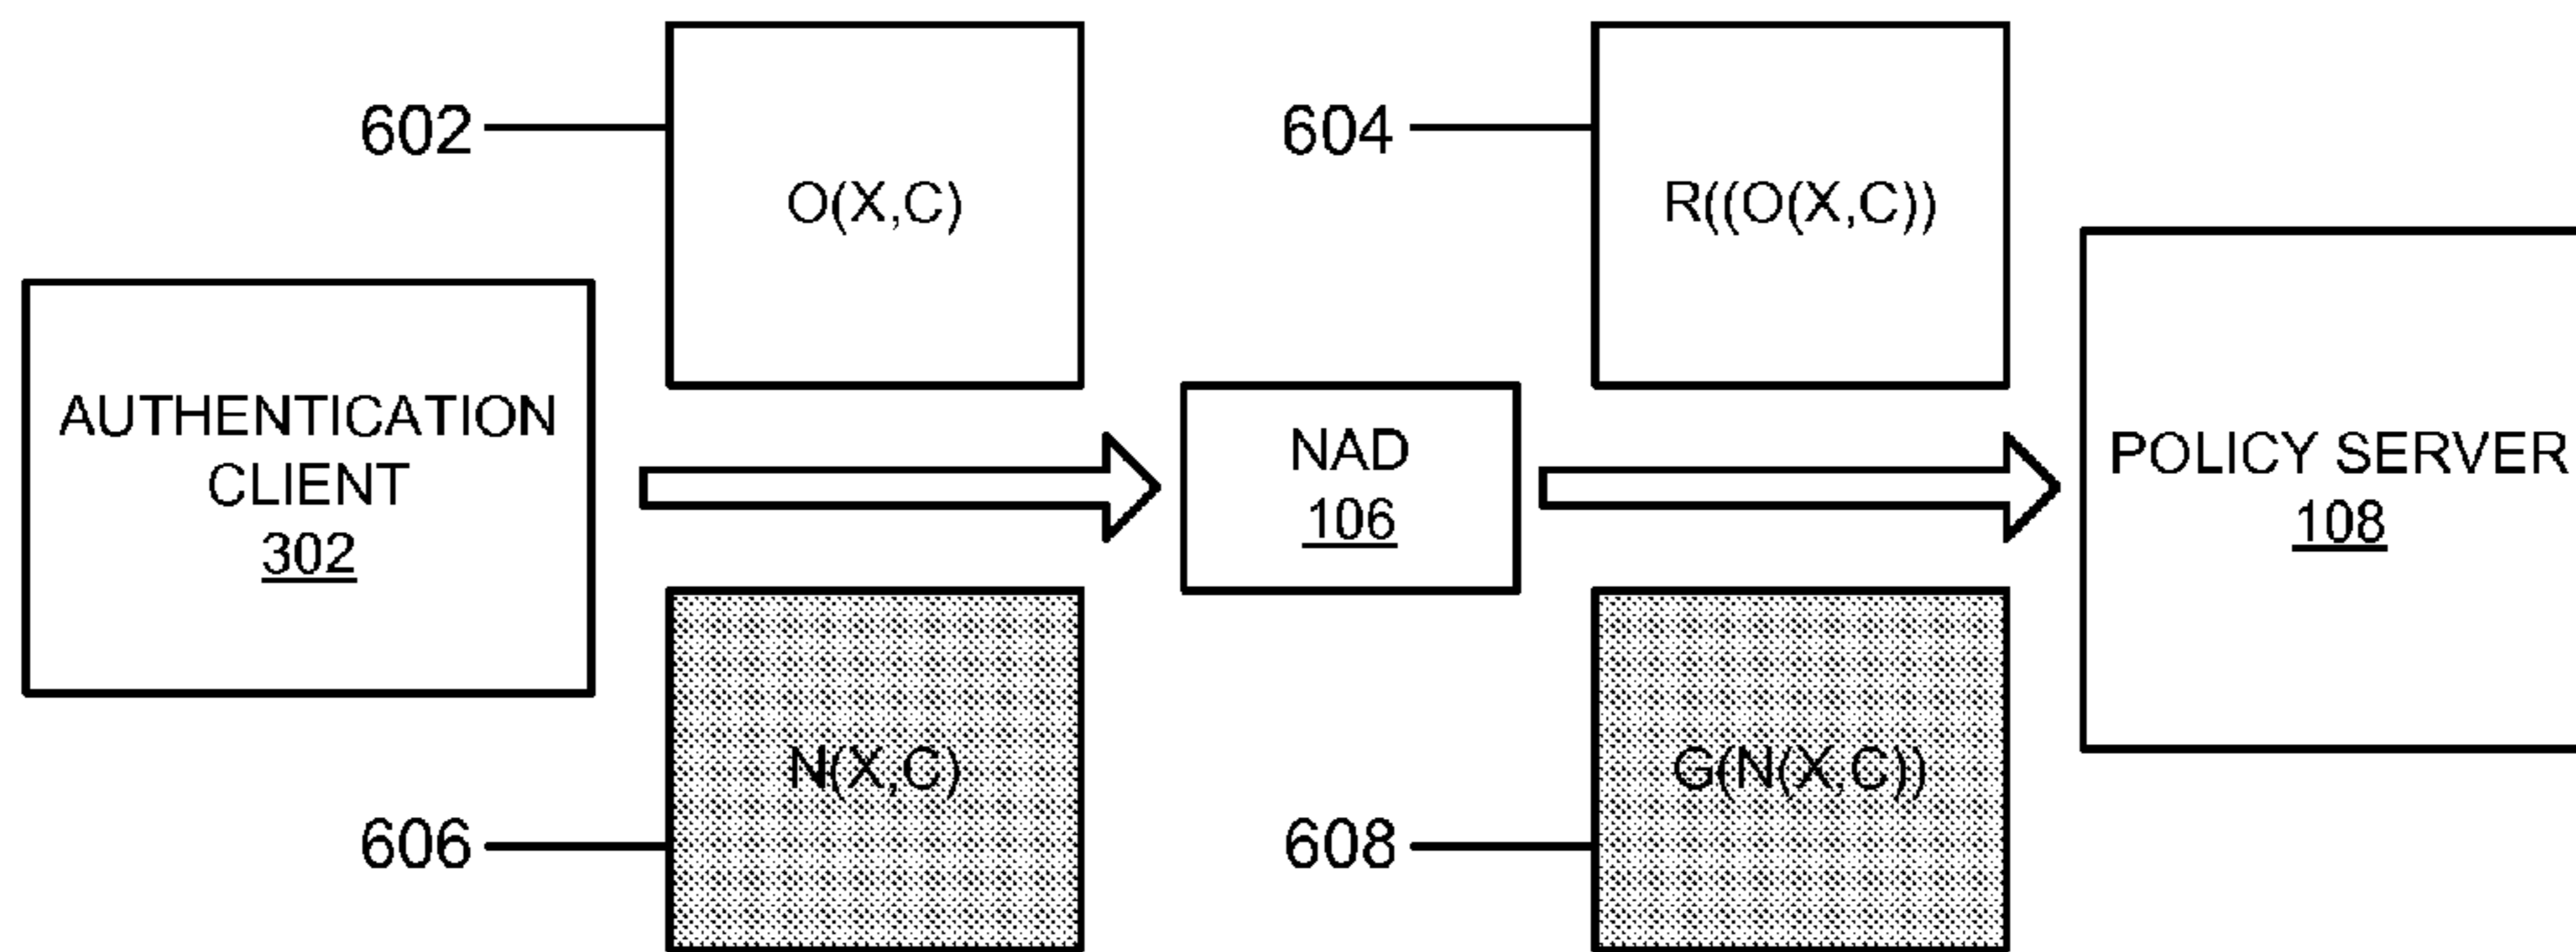 602
O(X,C)
604
R((O(X,C))
AUTHENTICATION
CLIENT
302
NAD
106
POLICY SERVER
108
N(X,C)
606
G(N(X,C))
608